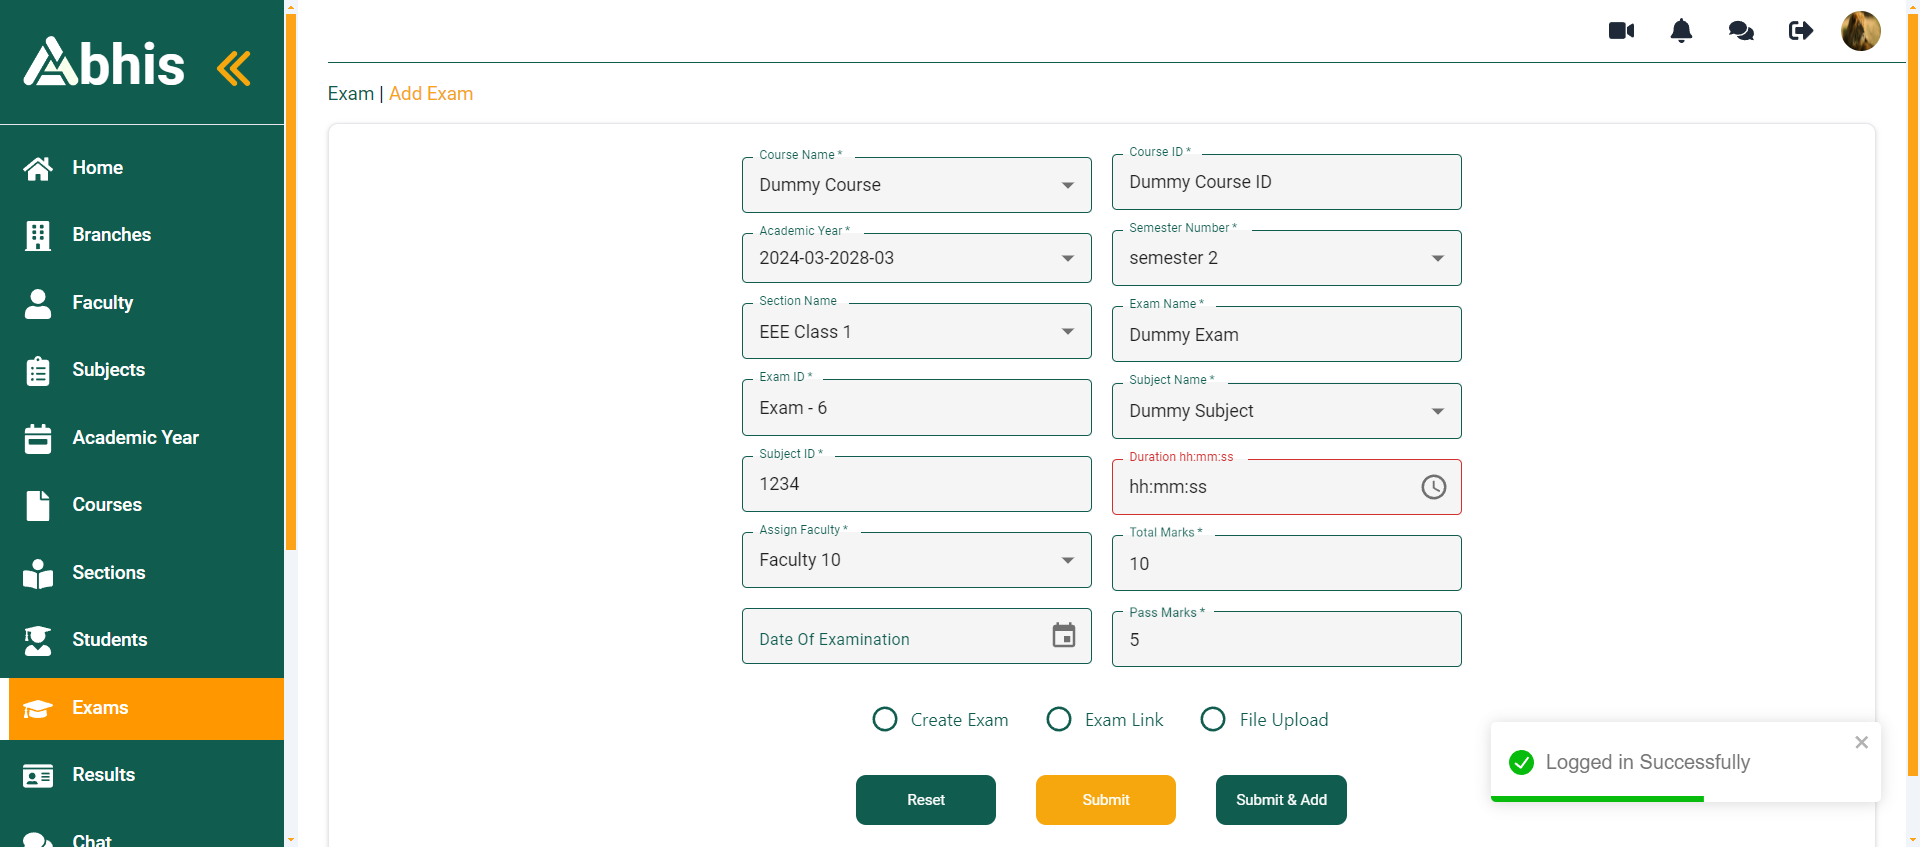 Abhis
Home
Branches
Faculty
Subjects
Academic Year
Courses
Sections
Students
Exams
Results
Chat
Exam | Add Exam
Course Name *
Dummy Course
Course ID *
Dummy Course ID
Academic Year *
2024-03-2028-03
Semester Number *
semester 2
Section Name
EEE Class 1
Exam Name *
Dummy Exam
Exam ID *
Exam - 6
Subject Name *
Dummy Subject
Subject ID *
1234
Duration hh:mm:ss
hh:mm:ss
Assign Faculty *
Faculty 10
Total Marks *
10
Date Of Examination
Pass Marks *
5
Create Exam
Exam Link
File Upload
Reset
Submit
Submit & Add
Logged in Successfully